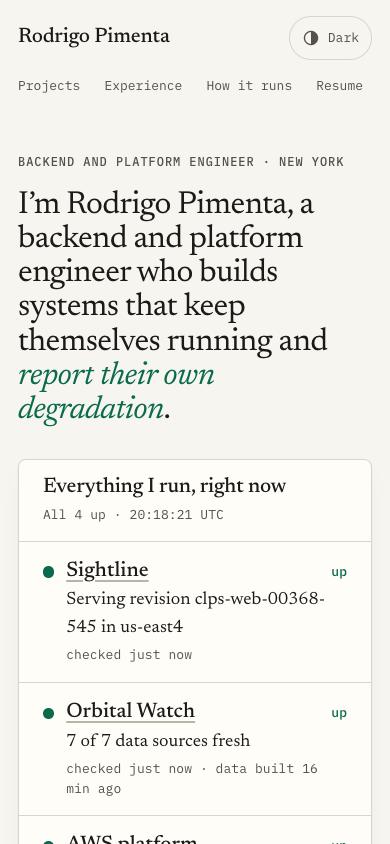 Rodrigo Pimenta
Dark
Projects Experience How it runs Resume
BACKEND AND PLATFORM ENGINEER · NEW YORK
I’m Rodrigo Pimenta, a
backend and platform
engineer who builds
systems that keep
themselves running and
report their own
degradation.
Everything I run, right now
All 4 up · 20:18:21 UTC
Sightline up
Serving revision clps-web-00368-
545 in us-east4
checked just now
Orbital Watch up
7 of 7 data sources fresh
checked just now · data built 16
min ago
AWS platform up